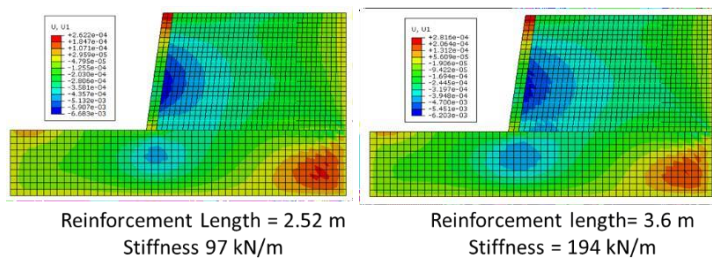 U, U1
+2.622e-04
+1.847e-04
+1.071e-04
+2.959e-05
-4.795e-05
-1.255e-04
-2.030e-04
-2.806e-04
-3.581e-04
-4.357e-04
-5.132e-03
-5.907e-03
-6.683e-03
Reinforcement Length = 2.52 m
Stiffness 97 kN/m
U, U1
+2.816e-04
+2.064e-04
+1.312e-04
+5.609e-05
-1.906e-05
-9.422e-05
-1.694e-04
-2.445e-04
-3.197e-04
-3.948e-04
-4.700e-03
-5.451e-03
-6.203e-03
Reinforcement length= 3.6 m
Stiffness = 194 kN/m